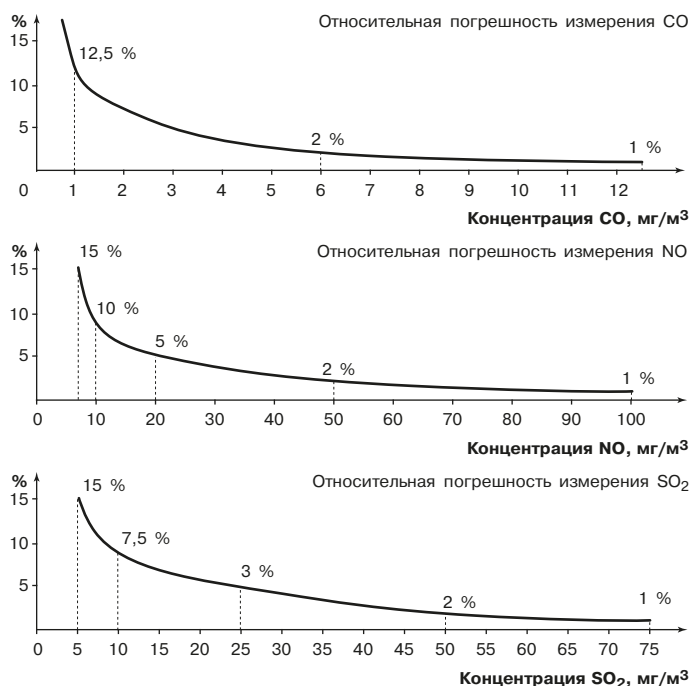 % Относительная погрешность измерения CO
15
12,5 %
10
5
2 %
1 %
0 1 2 3 4 5 6 7 8 9 10 11 12
Концентрация CO, мг/м³
% Относительная погрешность измерения NO
15 %
15
10 %
10
5 %
5
2 %
1 %
0 10 20 30 40 50 60 70 80 90 100
Концентрация NO, мг/м³
% Относительная погрешность измерения SO₂
15 %
15
7,5 %
10
3 %
5
2 %
1 %
0 5 10 15 20 25 30 35 40 45 50 55 60 65 70 75
Концентрация SO₂, мг/м³